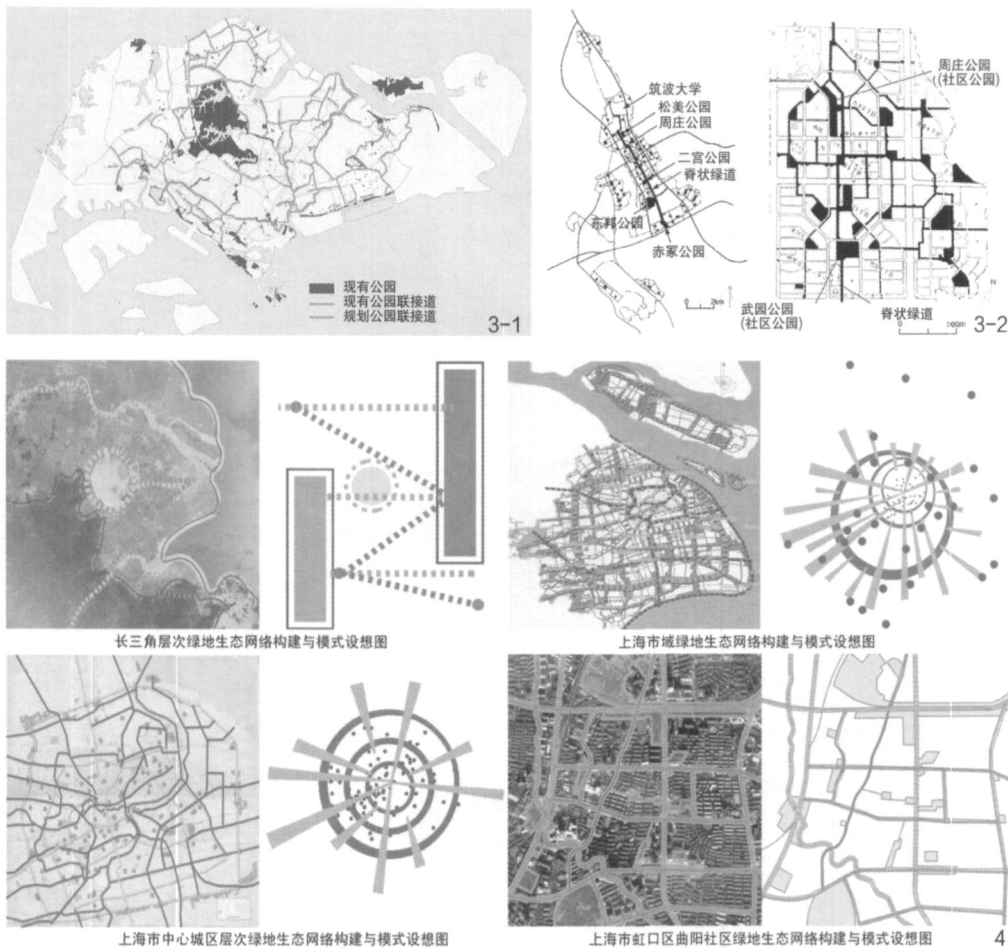 现有公园
现有公园联接道
规划公园联接道
3-1
筑波大学
松美公园
周庄公园
二宫公园
脊状绿道
东邦公园
赤冢公园
2km
周庄公园
(社区公园)
武园公园
(社区公园)
脊状绿道
N
3-2
长三角层次绿地生态网络构建与模式设想图
上海市域绿地生态网络构建与模式设想图
上海市中心城区层次绿地生态网络构建与模式设想图
上海市虹口区曲阳社区绿地生态网络构建与模式设想图
4